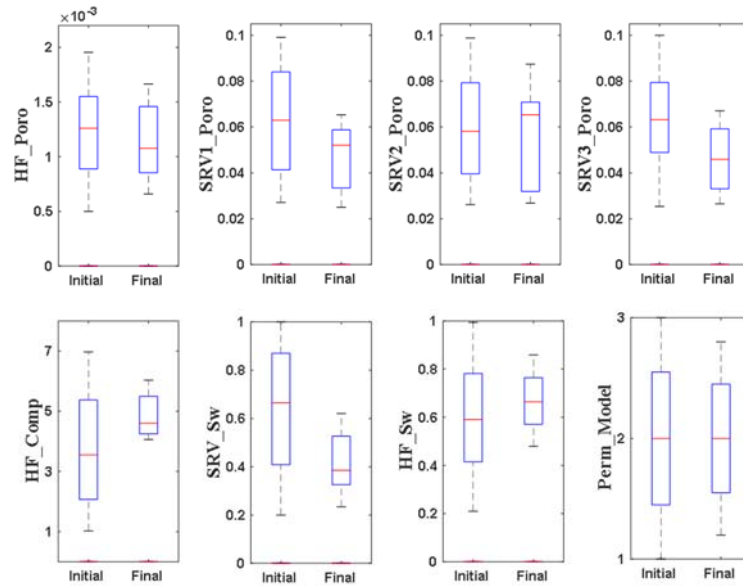 ×10⁻³
HF_Poro
2
1.5
1
0.5
0
Initial Final
SRV1_Poro
0.1
0.08
0.06
0.04
0.02
0
Initial Final
SRV2_Poro
0.1
0.08
0.06
0.04
0.02
0
Initial Final
SRV3_Poro
0.1
0.08
0.06
0.04
0.02
0
Initial Final
HF_Comp
7
5
3
1
Initial Final
SRV_Sw
1
0.8
0.6
0.4
0.2
0
Initial Final
HF_Sw
1
0.8
0.6
0.4
0.2
0
Initial Final
Perm_Model
3
2
1
Initial Final